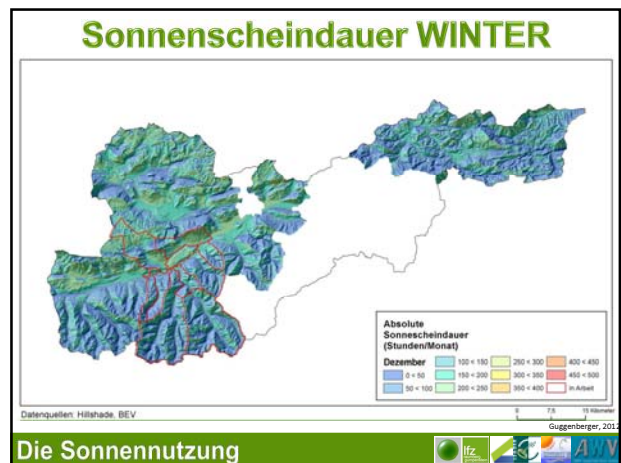 Sonnenscheindauer WINTER
Absolute
Sonnescheindauer
(Stunden/Monat)
Dezember
0 < 50
50 < 100
100 < 150
150 < 200
200 < 250
250 < 300
300 < 350
350 < 400
400 < 450
450 < 500
in Arbeit
Datenquellen: Hillshade, BEV
0 7,5 15 Kilometer
Guggenberger, 2012
Die Sonnennutzung
lfz
AWV